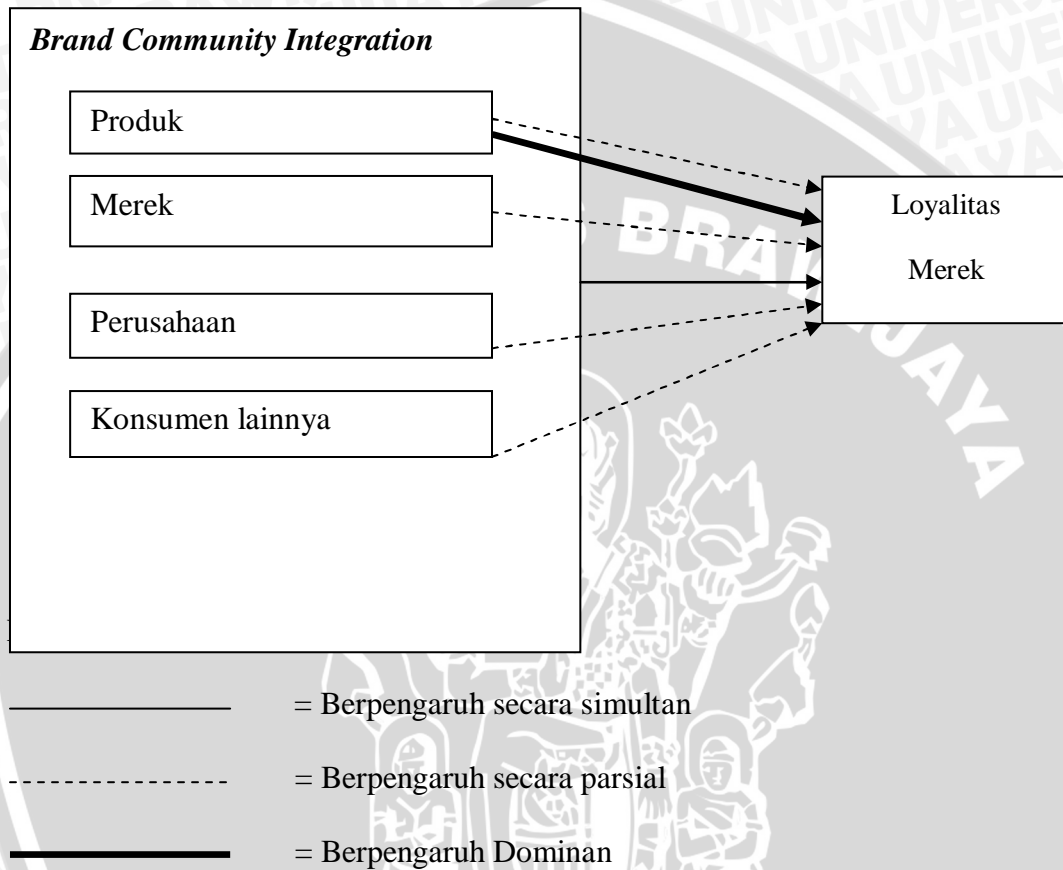 Brand Community Integration
Produk
Merek
Perusahaan
Konsumen lainnya
Loyalitas
Merek
= Berpengaruh secara simultan
= Berpengaruh secara parsial
= Berpengaruh Dominan